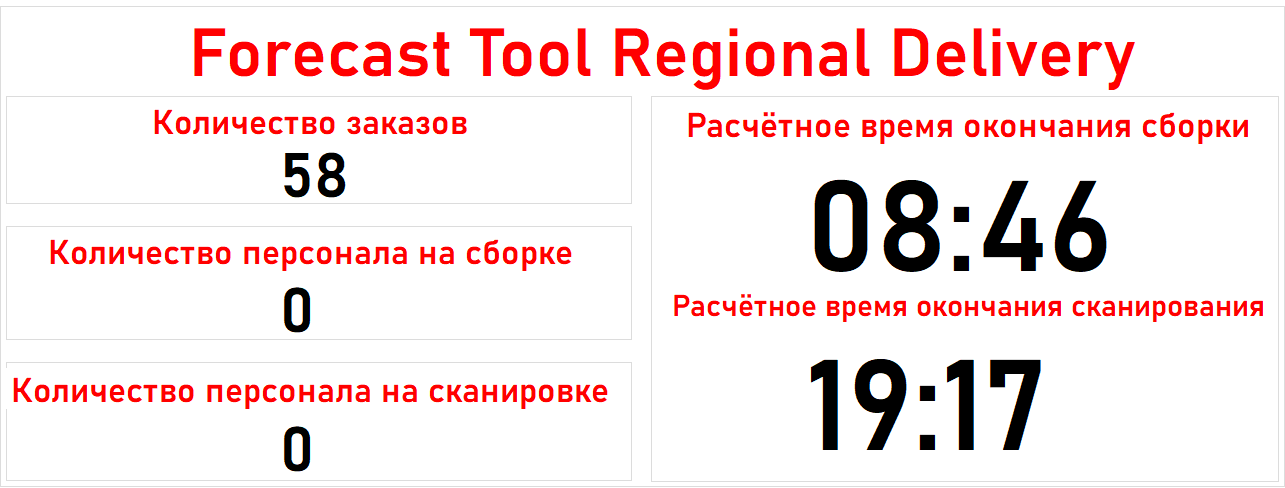 Forecast Tool Regional Delivery
Количество заказов
58
Количество персонала на сборке
0
Количество персонала на сканировке
0
Расчётное время окончания сборки
08:46
Расчётное время окончания сканирования
19:17